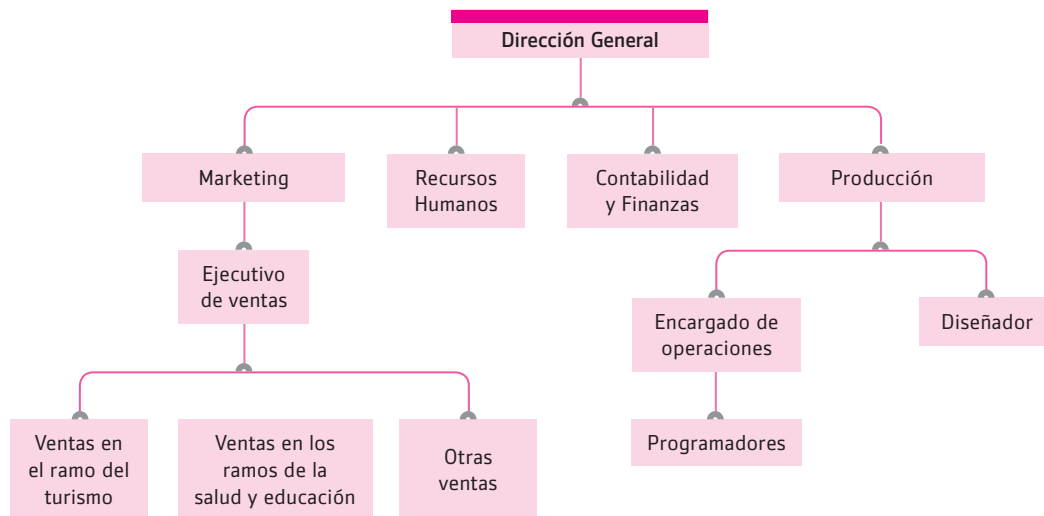 Dirección General
Marketing
Recursos
Humanos
Contabilidad
y Finanzas
Producción
Ejecutivo
de ventas
Encargado de
operaciones
Diseñador
Ventas en
el ramo del
turismo
Ventas en los
ramos de la
salud y educación
Otras
ventas
Programadores